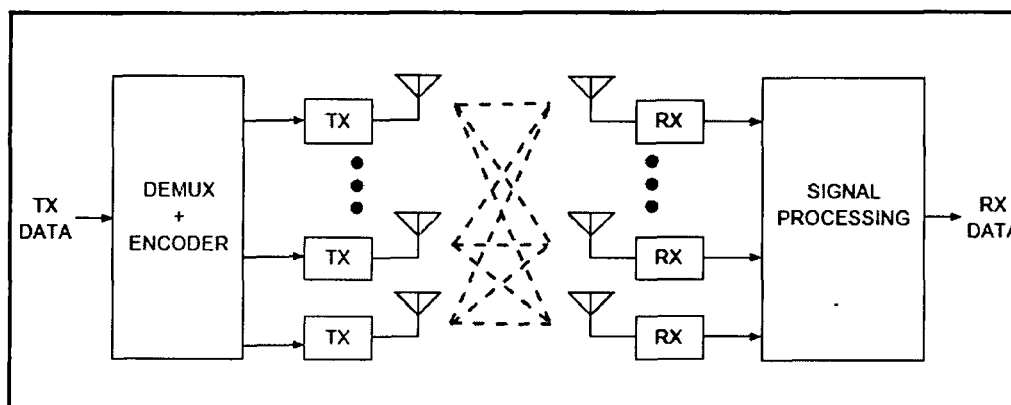 TX
DATA
DEMUX
+
ENCODER
TX
TX
TX
RX
RX
RX
SIGNAL
PROCESSING
RX
DATA